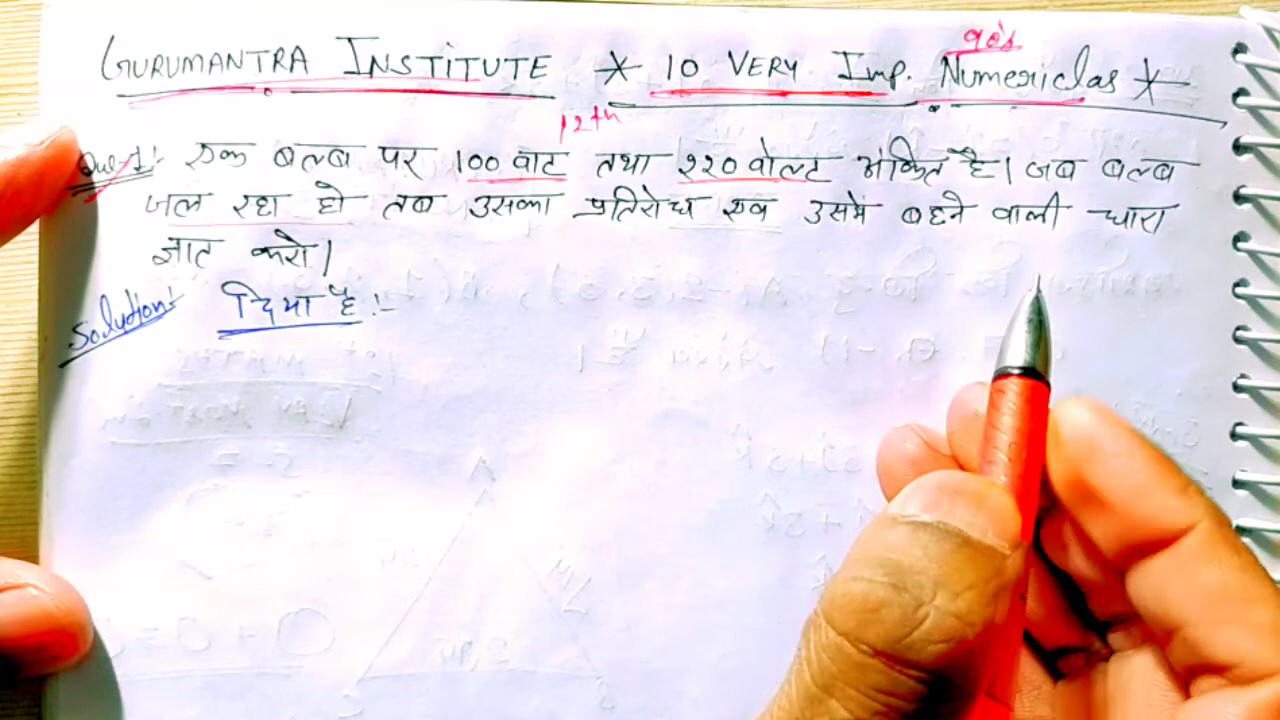 90's
GURUMANTRA INSTITUTE * 10 VERY Imp. Numericlas *
12th
Que-1:- एक बल्ब पर 100 वाट तथा 220 वोल्ट अंकित है। जब बल्ब
जल रहा हो तब उसका प्रतिरोध एवं उसमें बहने वाली धारा
ज्ञात करो।
Solution:- दिया है:-